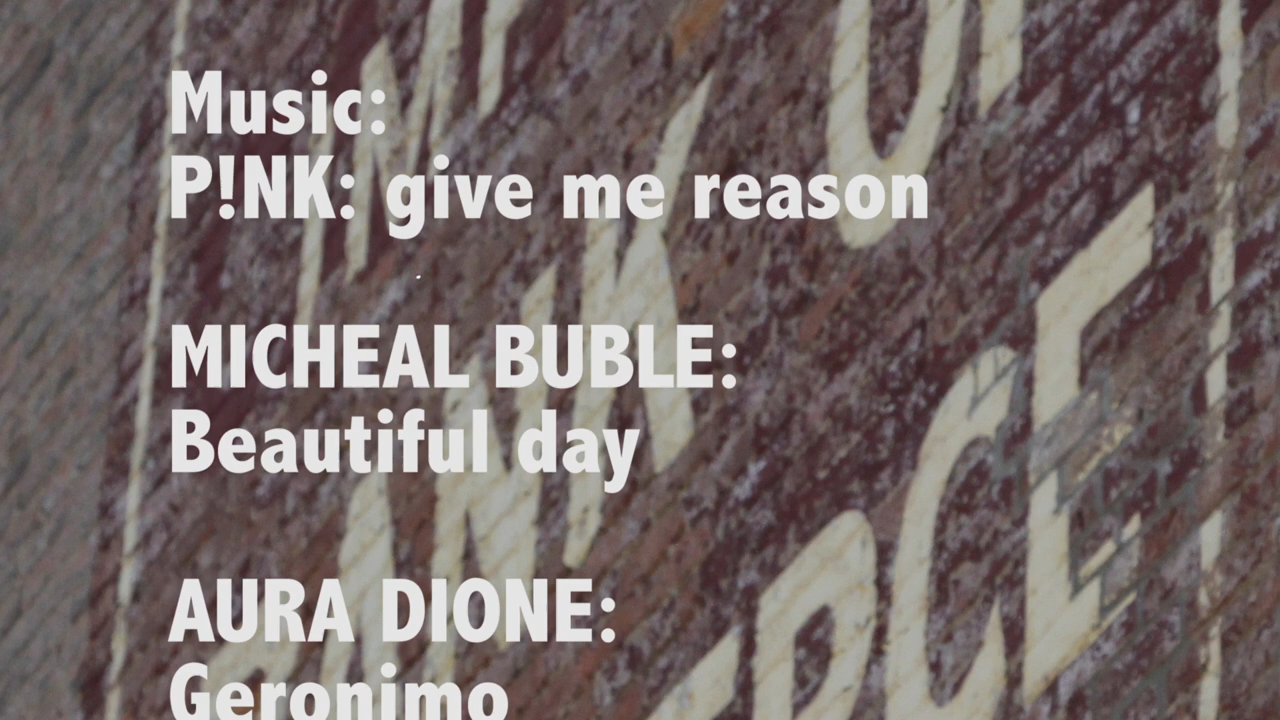 Music:
P!NK: give me reason
MICHEAL BUBLE:
Beautiful day
AURA DIONE:
Geronimo